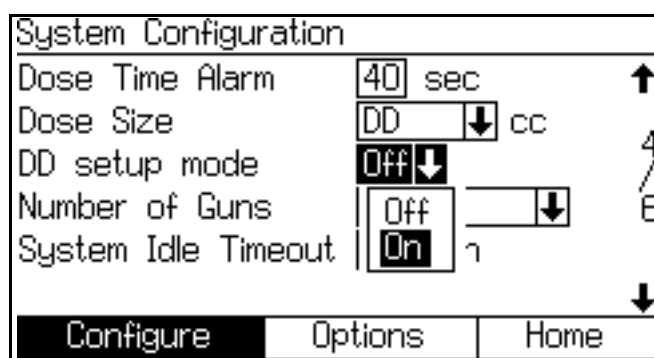 System Configuration
Dose Time Alarm 40 sec
Dose Size DD cc
DD setup mode Off
Number of Guns Off
System Idle Timeout On
Configure Options Home